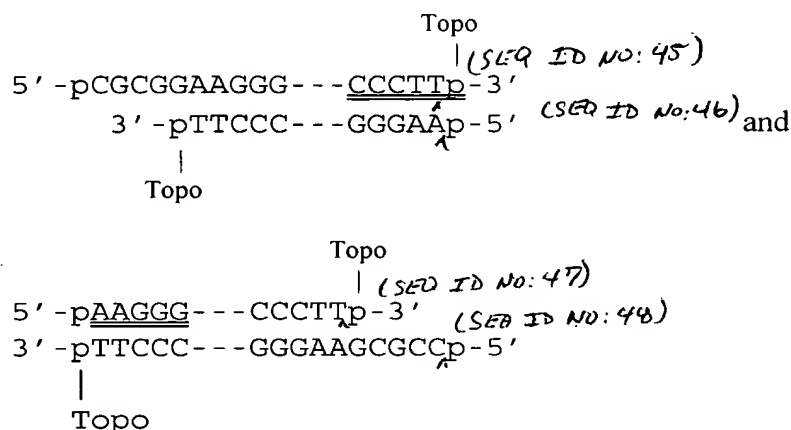 Topo
| (SEQ ID NO: 45)
5'-pCGCGGAAGGG---CCCTTp-3'
3'-pTTCCC---GGGAAp-5' (SEQ ID NO: 46) and
|
Topo
Topo
| (SEQ ID NO: 47)
5'-pAAGGG---CCCTTp-3' (SEQ ID NO: 48)
3'-pTTCCC---GGGAAGCGCCp-5'
|
Topo